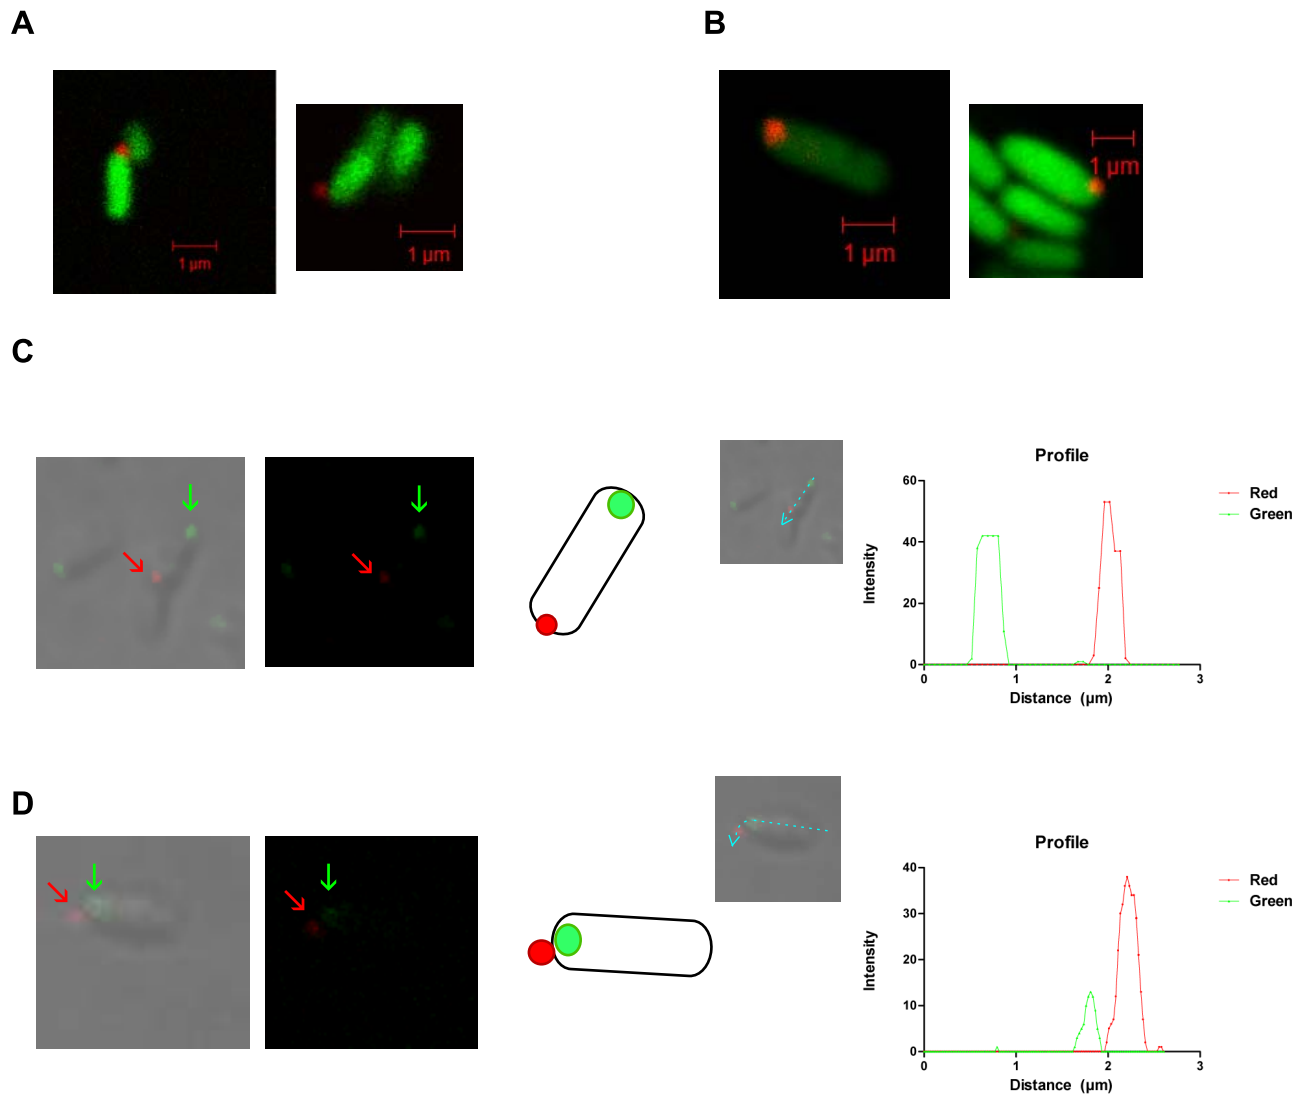 A
B
1 µm
1 µm
1 µm
1 µm
C
Profile
60
40
20
0
Intensity
0
1
2
3
Distance (µm)
Red
Green
D
Profile
40
30
20
10
0
Intensity
0
1
2
3
Distance (µm)
Red
Green